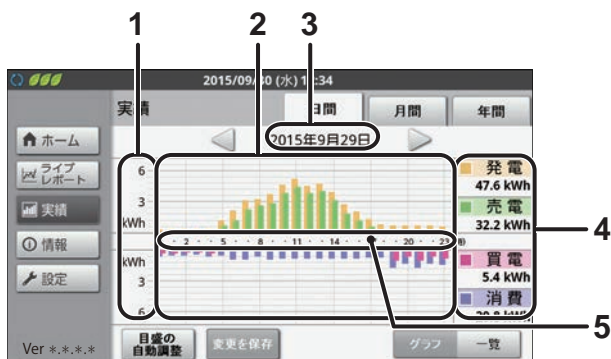 1
2
3
2015/09/30 (水) 1 :34
実績
日間
月間
年間
ホーム
2015年9月29日
ライブ
レポート
6
3
kWh
発電
47.6 kWh
売電
32.2 kWh
実績
4
2 ・ ・ 5 ・ ・ 8 ・ ・ 11 ・ ・ 14 ・ ・ ・ ・ 20 ・ ・ 23
情報
kWh
3
6
買電
5.4 kWh
設定
消費
5
Ver *.*.*.*
目盛の
自動調整
変更を保存
グラフ
一覧